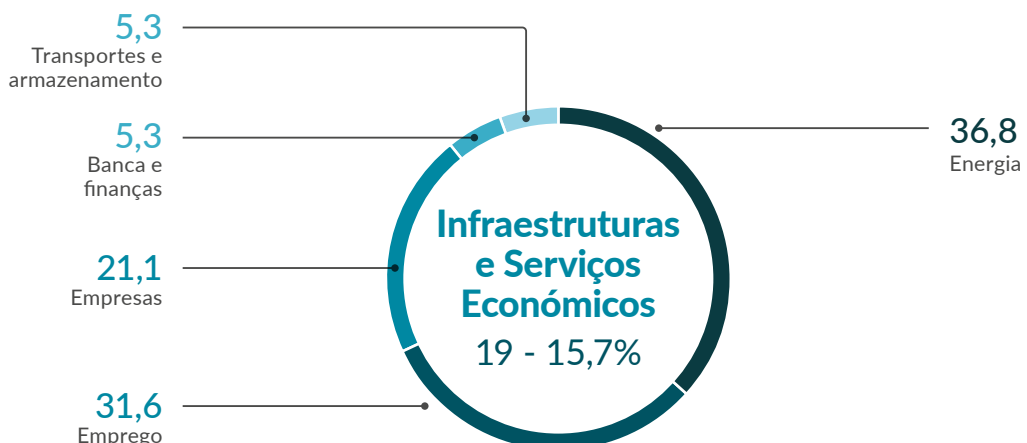 5,3
Transportes e
armazenamento
5,3
Banca e
finanças
21,1
Empresas
31,6
Emprego
36,8
Energia
Infraestruturas
e Serviços
Económicos
19 - 15,7%